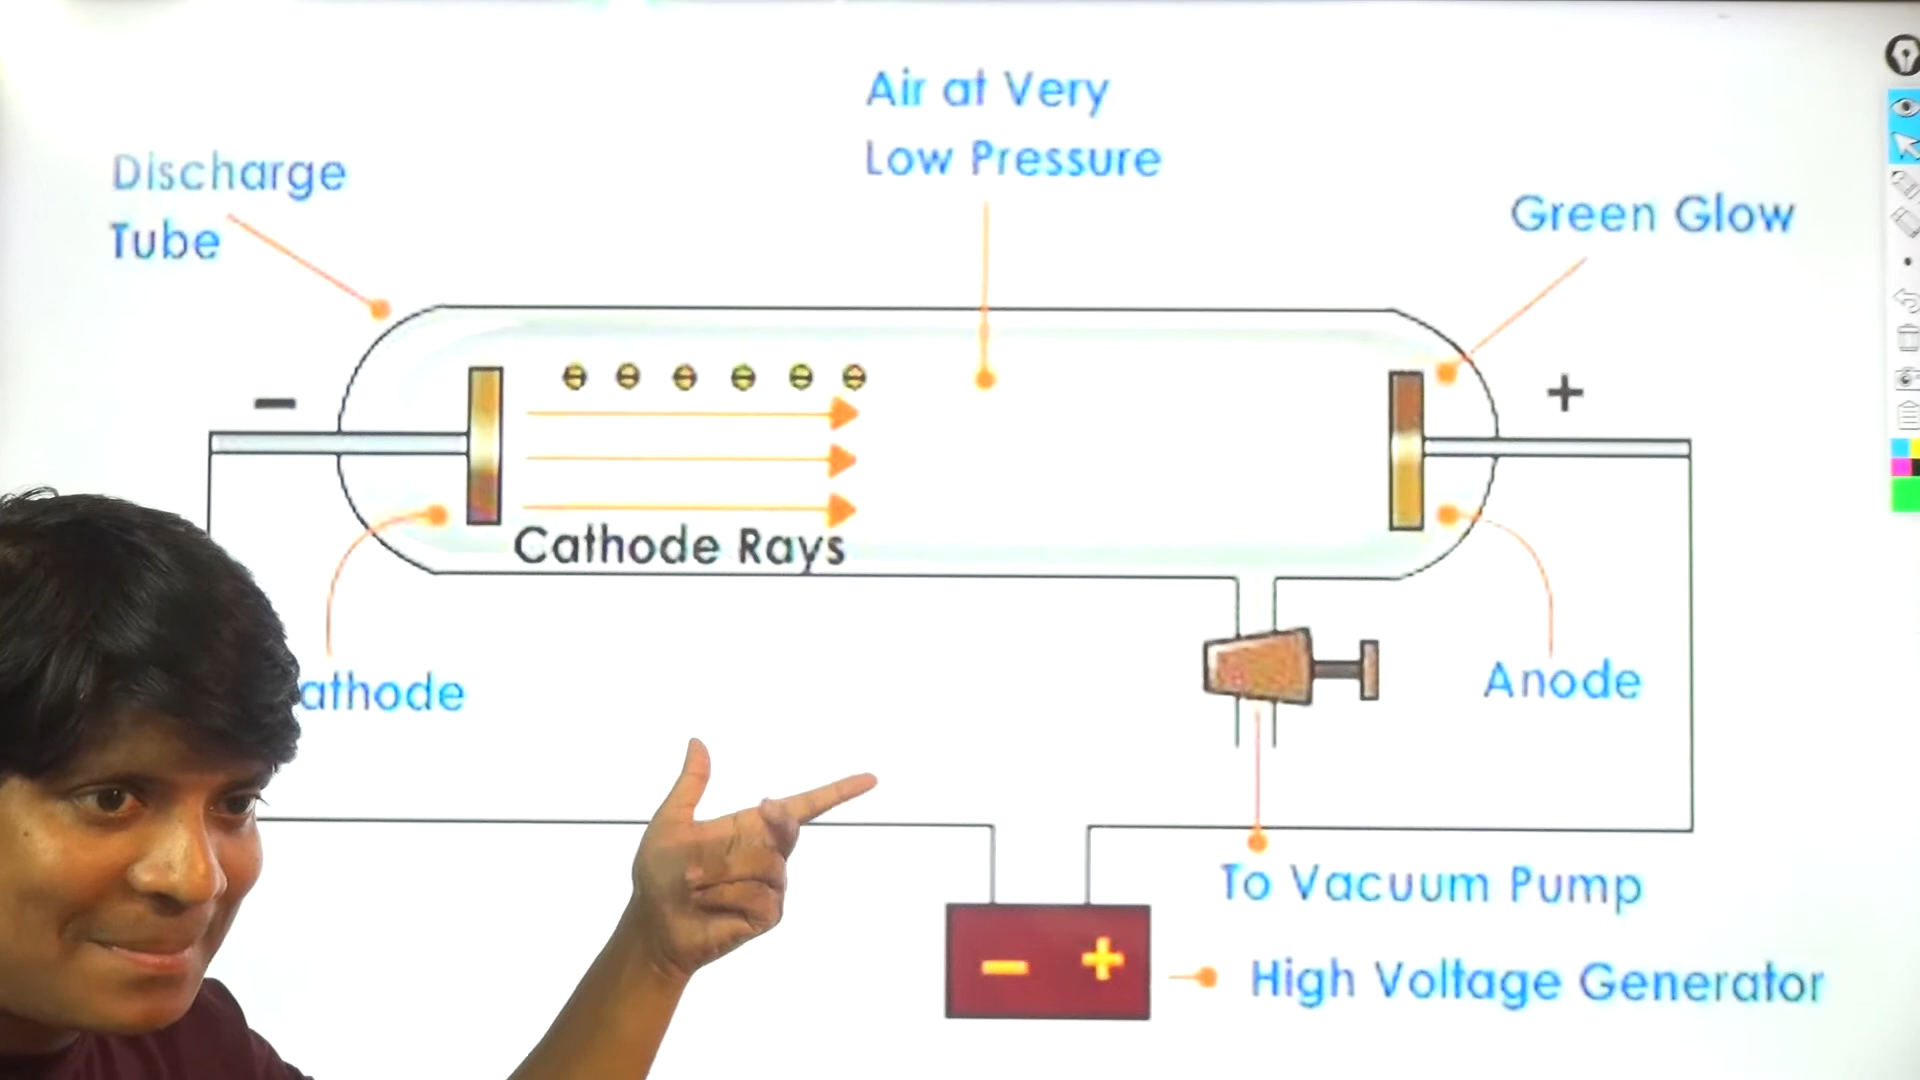 Air at Very
Low Pressure
Discharge
Tube
Green Glow
−
+
Cathode Rays
athode
Anode
To Vacuum Pump
− +
High Voltage Generator